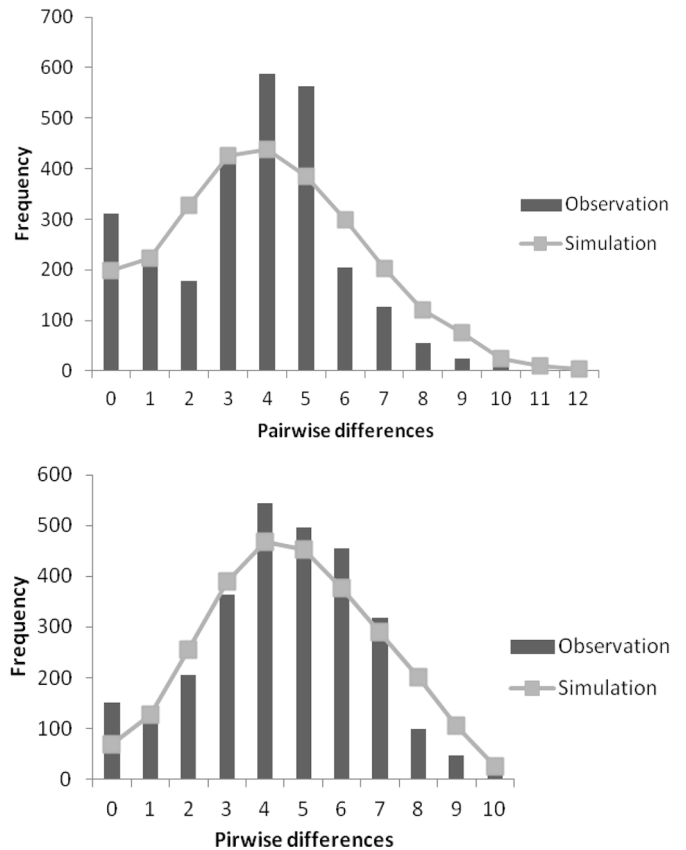 700
600
500
400
300
200
100
0
Frequency
0 1 2 3 4 5 6 7 8 9 10 11 12
Pairwise differences
Observation
Simulation
600
500
400
300
200
100
0
Frequency
0 1 2 3 4 5 6 7 8 9 10
Pirwise differences
Observation
Simulation